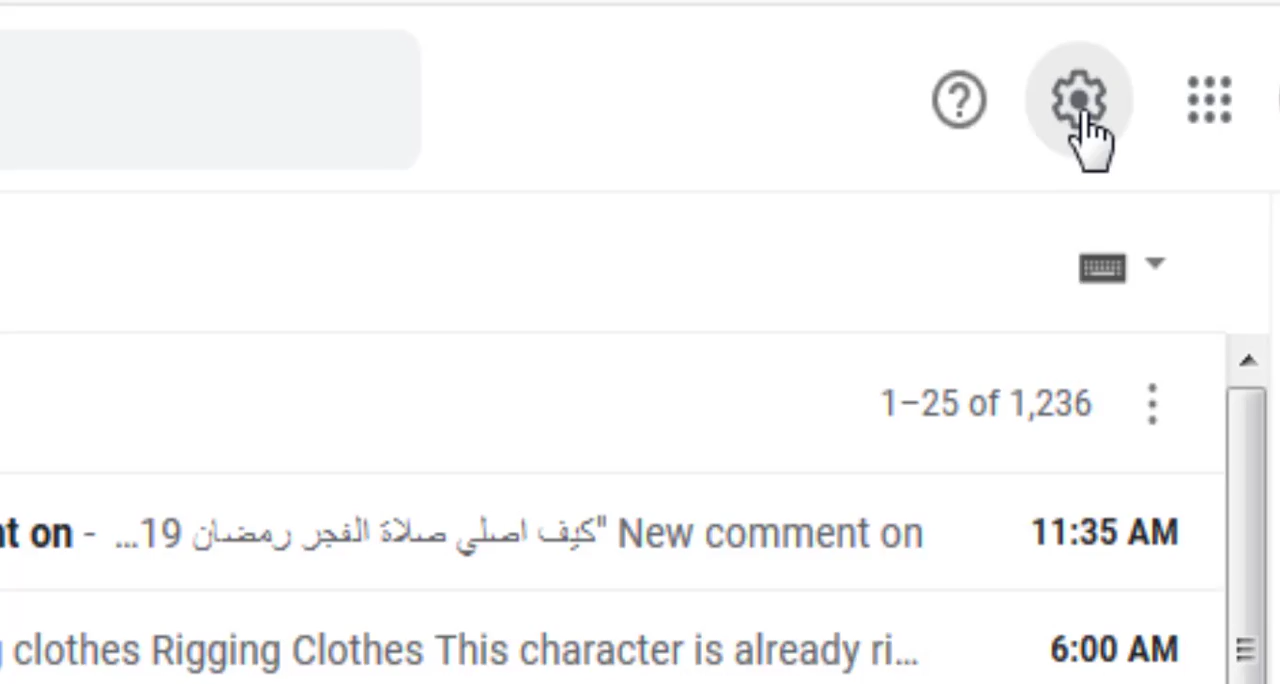 1–25 of 1,236
nt on - …19 كيف اصلي صلاة الفجر رمضان" New comment on 11:35 AM
clothes Rigging Clothes This character is already ri… 6:00 AM